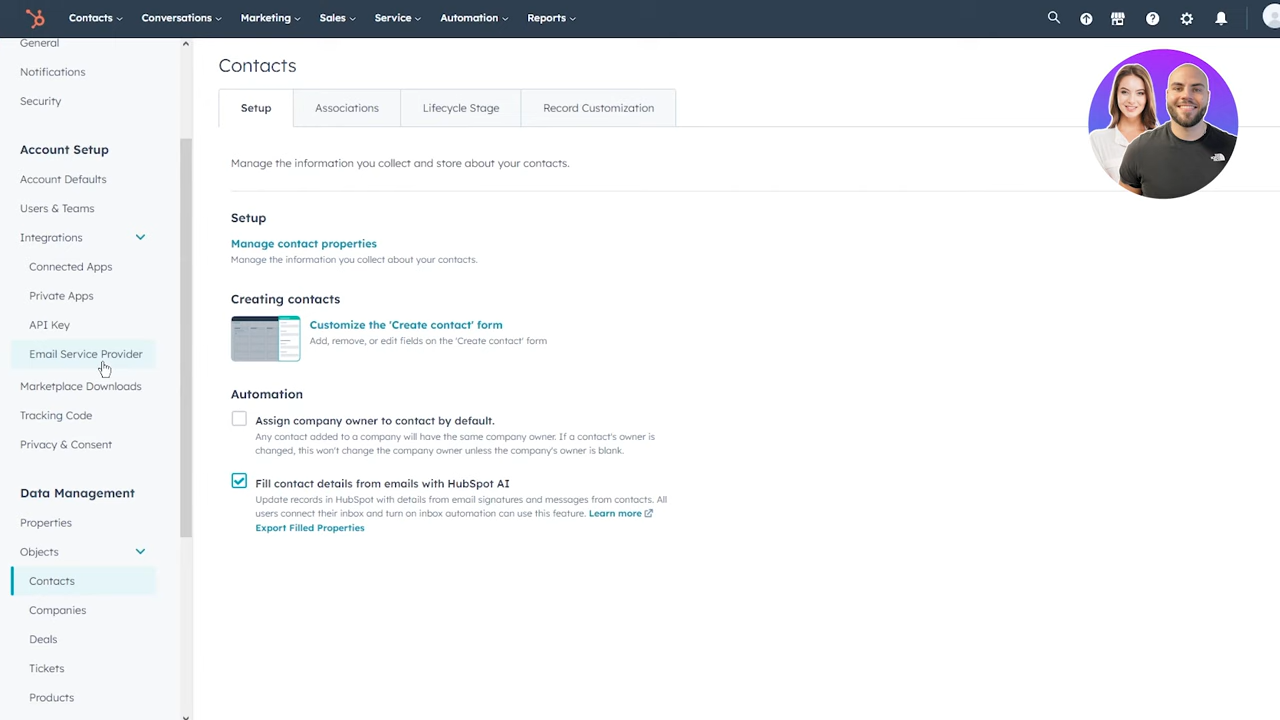 Contacts
Conversations
Marketing
Sales
Service
Automation
Reports
General
Notifications
Security
Account Setup
Account Defaults
Users & Teams
Integrations
Connected Apps
Private Apps
API Key
Email Service Provider
Marketplace Downloads
Tracking Code
Privacy & Consent
Data Management
Properties
Objects
Contacts
Companies
Deals
Tickets
Products
Contacts
Setup
Associations
Lifecycle Stage
Record Customization
Manage the information you collect and store about your contacts.
Setup
Manage contact properties
Manage the information you collect about your contacts.
Creating contacts
Customize the 'Create contact' form
Add, remove, or edit fields on the 'Create contact' form
Automation
Assign company owner to contact by default.
Any contact added to a company will have the same company owner. If a contact's owner is
changed, this won't change the company owner unless the company's owner is blank.
Fill contact details from emails with HubSpot AI
Update records in HubSpot with details from email signatures and messages from contacts. All
users connect their inbox and turn on inbox automation can use this feature. Learn more
Export Filled Properties